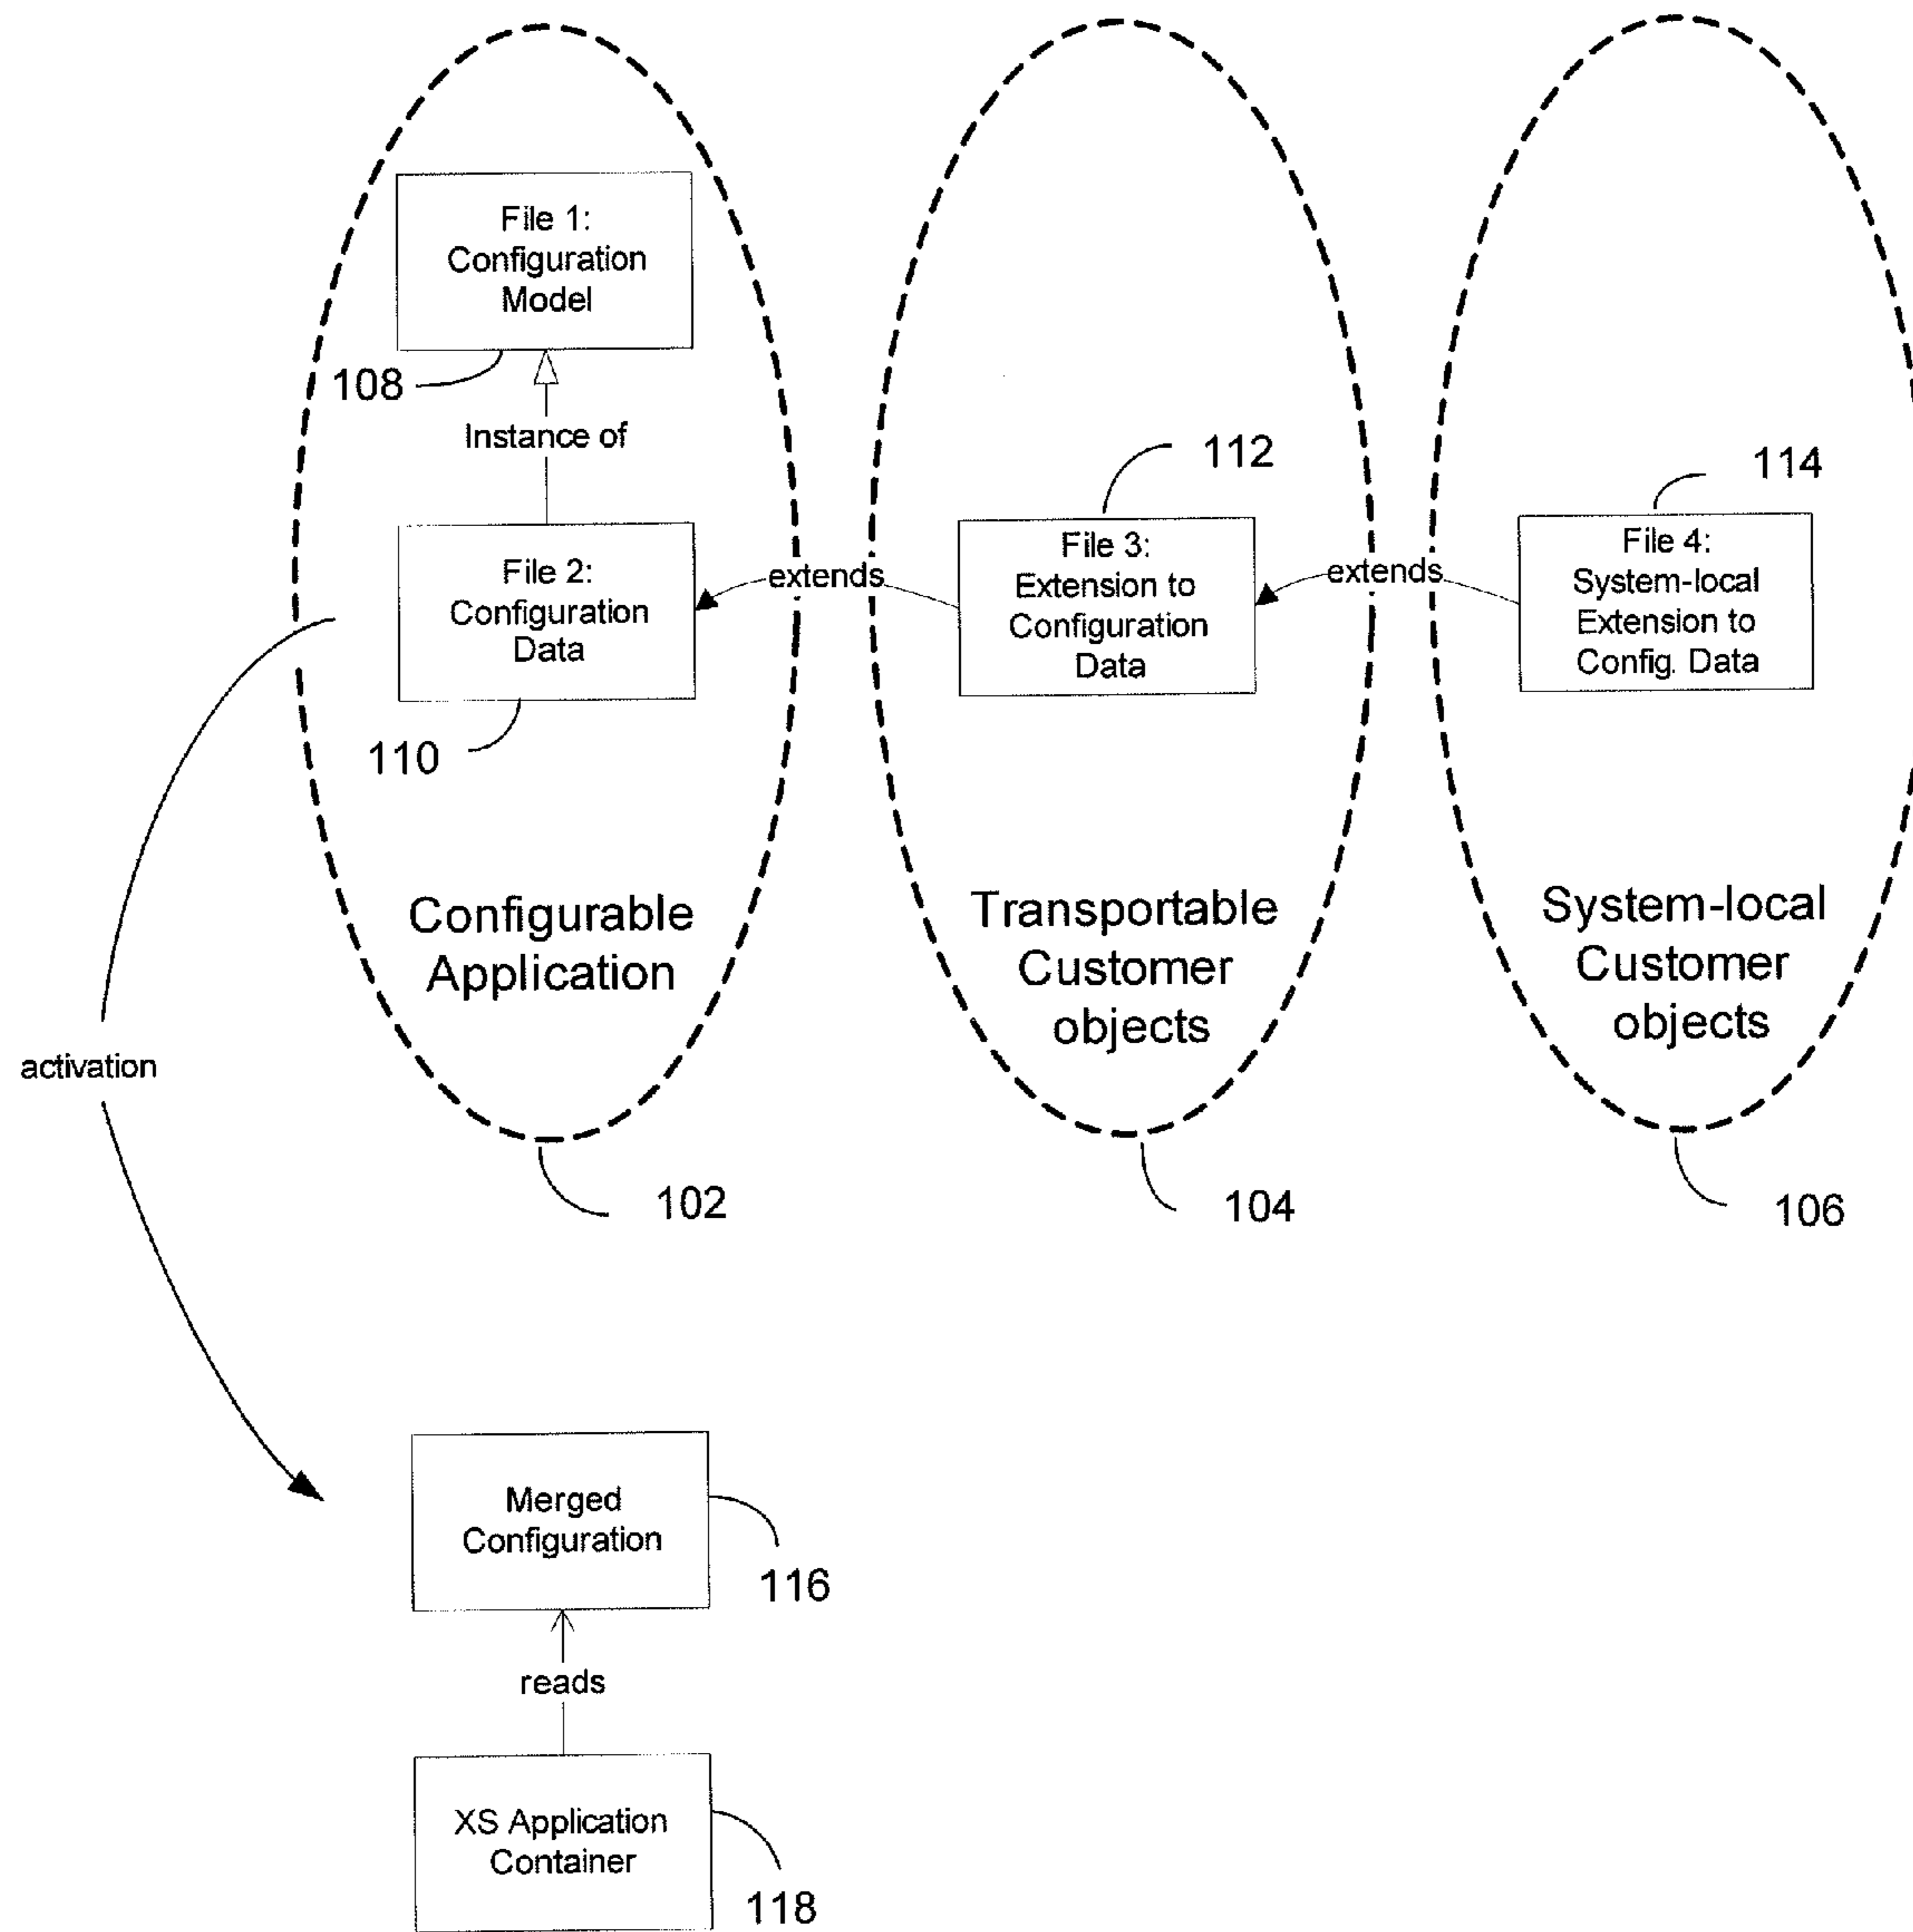 File 1:
Configuration
Model
108
Instance of
112
114
File 2:
Configuration
Data
extends
File 3:
Extension to
Configuration
Data
extends
File 4:
System-local
Extension to
Config. Data
110
Configurable
Application
Transportable
Customer
objects
System-local
Customer
objects
activation
102
104
106
Merged
Configuration
116
reads
XS Application
Container
118